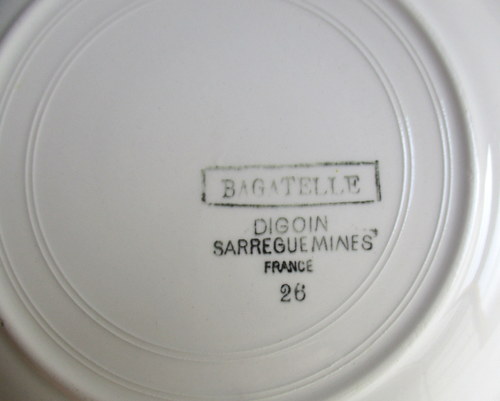 BAGATELLE
DIGOIN
SARREGUEMINES
FRANCE
26